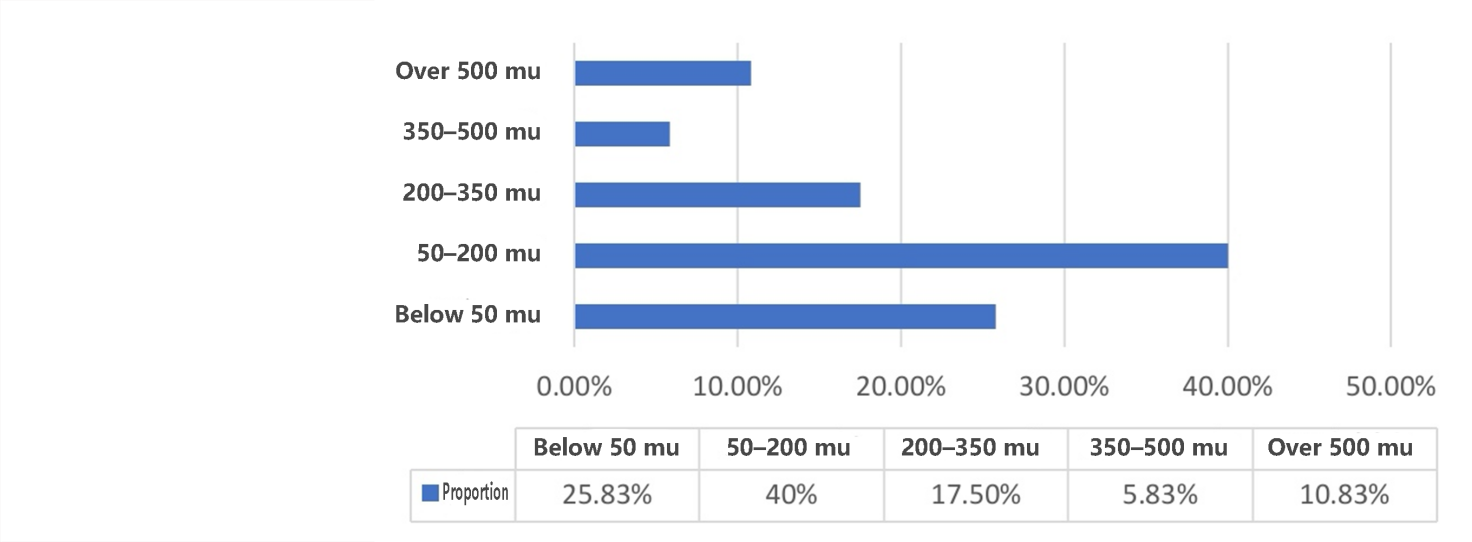 Over 500 mu
350–500 mu
200–350 mu
50–200 mu
Below 50 mu
0.00% 10.00% 20.00% 30.00% 40.00% 50.00%
Below 50 mu 50–200 mu 200–350 mu 350–500 mu Over 500 mu
Proportion 25.83% 40% 17.50% 5.83% 10.83%